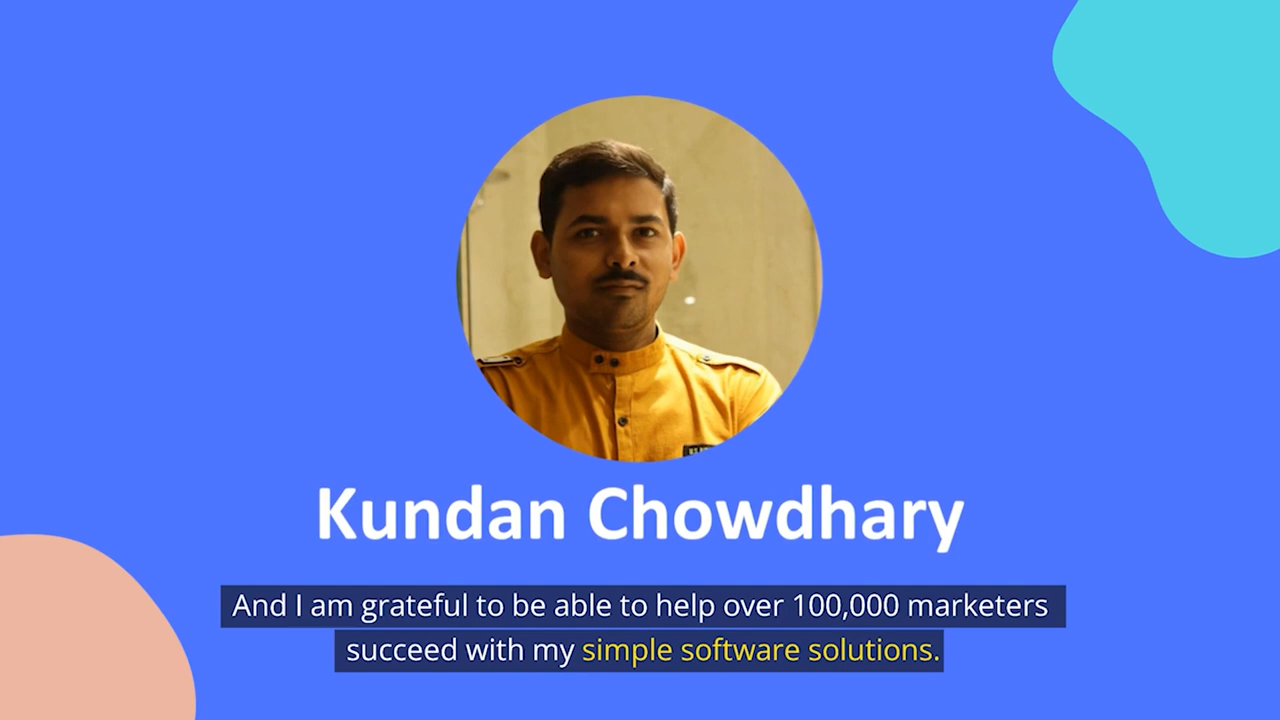 Kundan Chowdhary
And I am grateful to be able to help over 100,000 marketers
succeed with my simple software solutions.